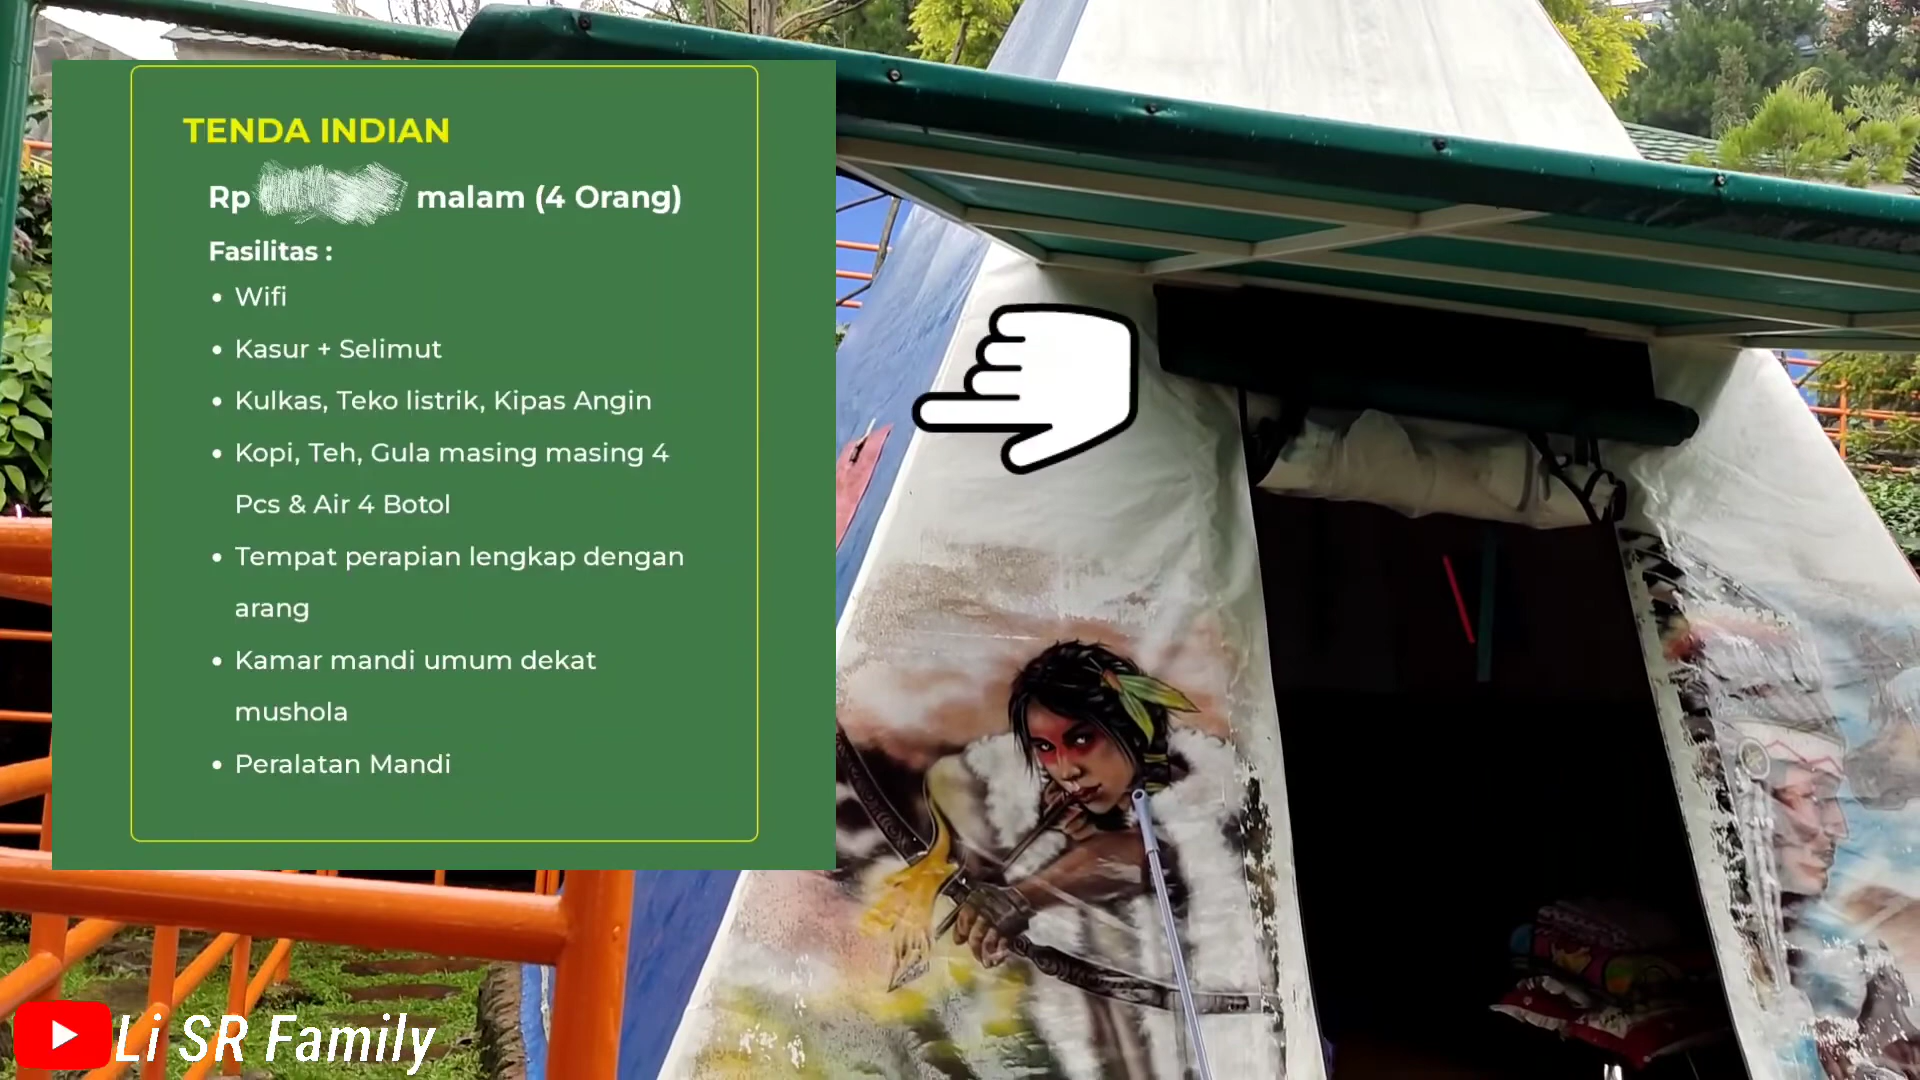 TENDA INDIAN
Rp malam (4 Orang)
Fasilitas :
• Wifi
• Kasur + Selimut
• Kulkas, Teko listrik, Kipas Angin
• Kopi, Teh, Gula masing masing 4
Pcs & Air 4 Botol
• Tempat perapian lengkap dengan
arang
• Kamar mandi umum dekat
mushola
• Peralatan Mandi
Li SR Family